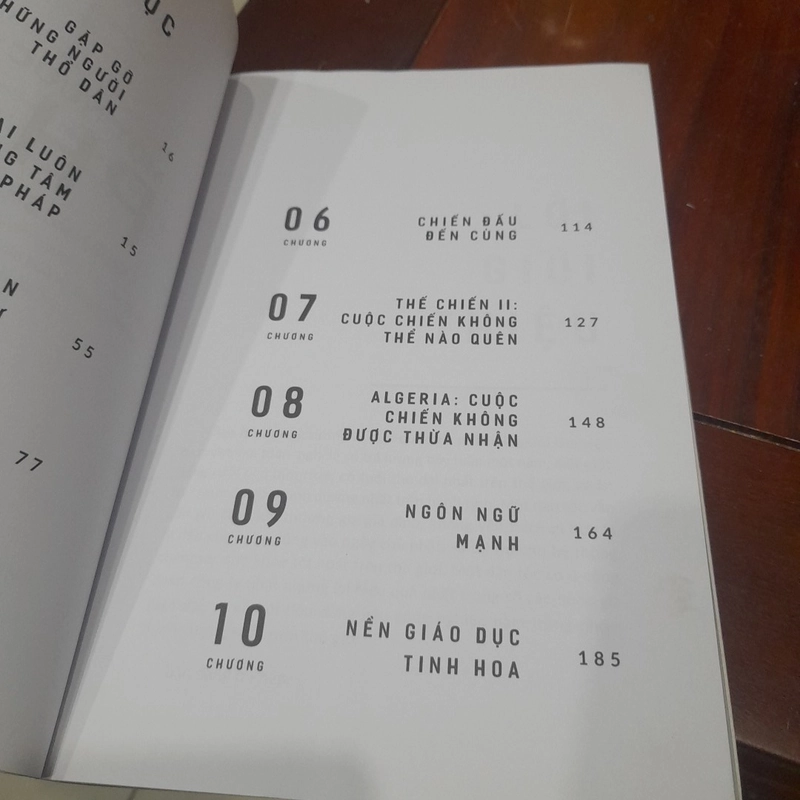 ỤC
GẶP GỠ
NHỮNG NGƯỜI
THỔ DÂN
16
LUÔN
TÂM
PHÁP
15
55
77
06
CHƯƠNG
CHIẾN ĐẤU
ĐẾN CÙNG
114
07
CHƯƠNG
THẾ CHIẾN II:
CUỘC CHIẾN KHÔNG
THỂ NÀO QUÊN
127
08
CHƯƠNG
ALGERIA: CUỘC
CHIẾN KHÔNG
ĐƯỢC THỪA NHẬN
148
09
CHƯƠNG
NGÔN NGỮ
MẠNH
164
10
CHƯƠNG
NỀN GIÁO DỤC
TINH HOA
185